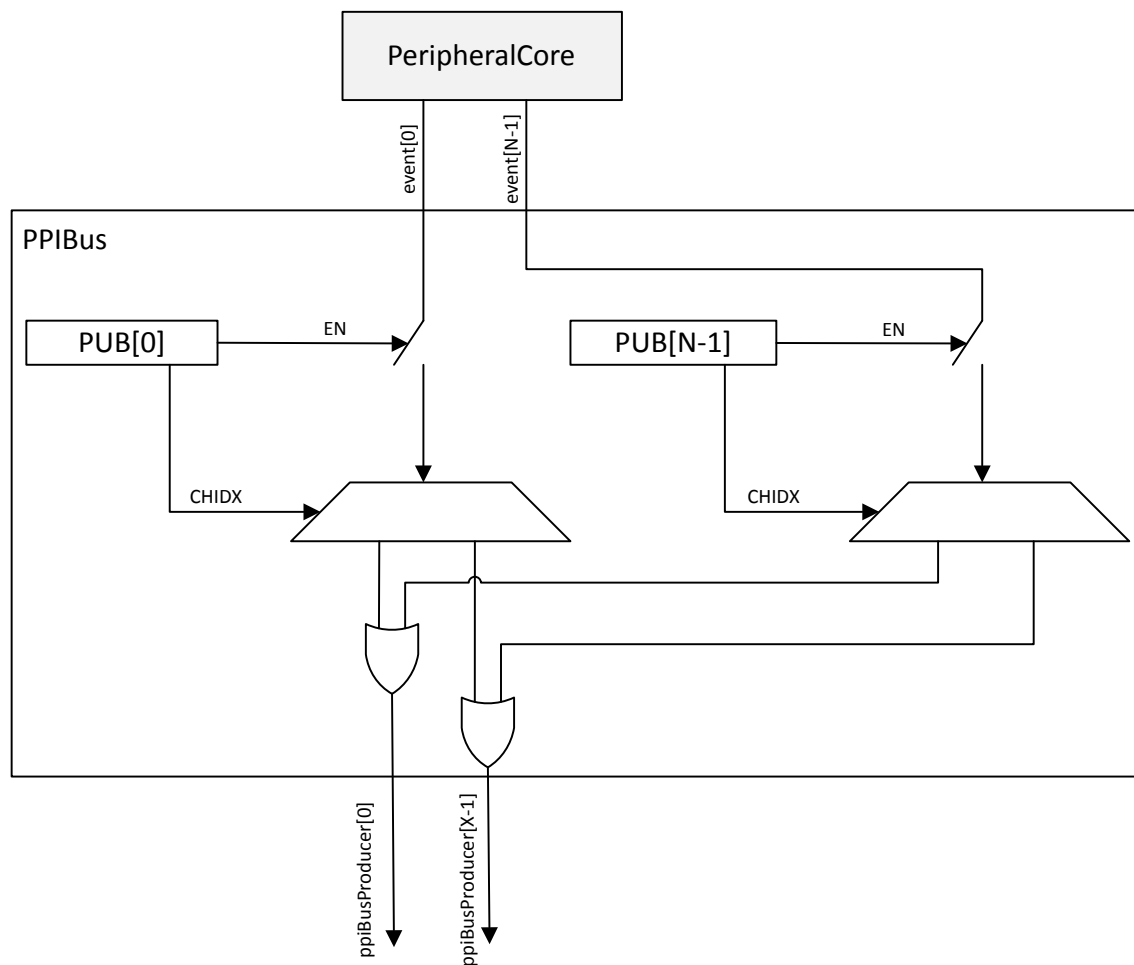 PeripheralCore
event[0]
event[N-1]
PPIBus
PUB[0]
EN
PUB[N-1]
EN
CHIDX
CHIDX
ppiBusProducer[0]
ppiBusProducer[X-1]